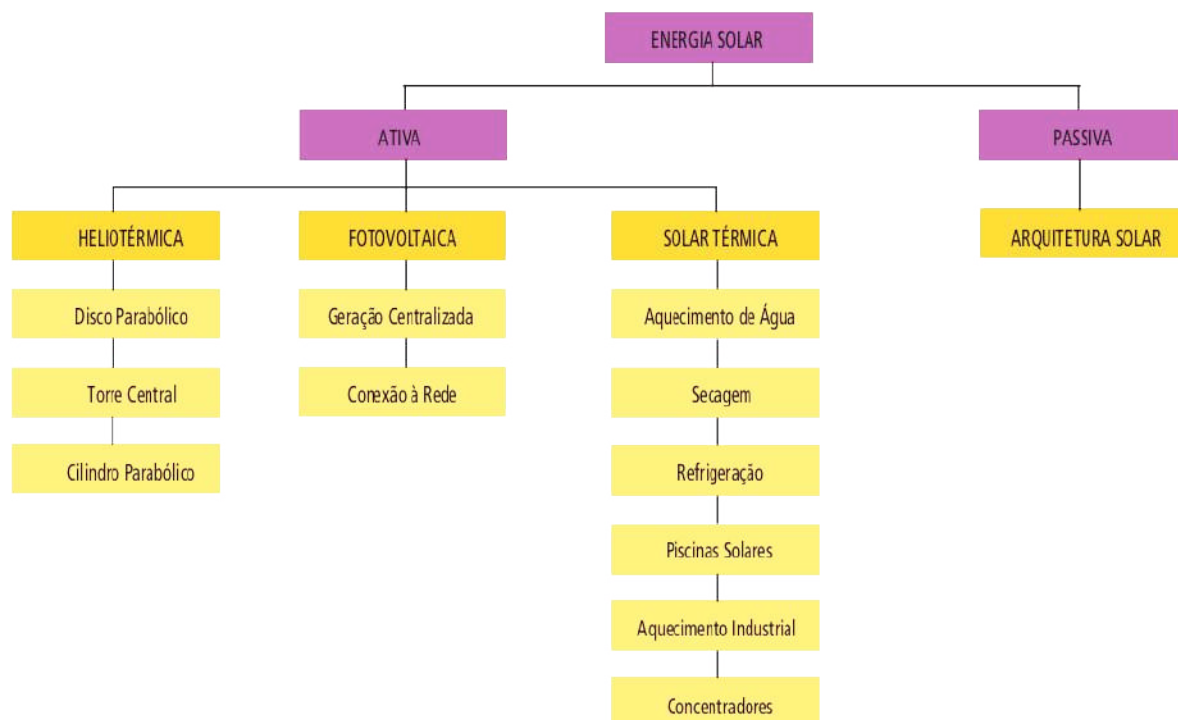 ENERGIA SOLAR
ATIVA
PASSIVA
HELIOTÉRMICA
FOTOVOLTAICA
SOLAR TÉRMICA
ARQUITETURA SOLAR
Disco Parabólico
Geração Centralizada
Aquecimento de Água
Torre Central
Conexão à Rede
Secagem
Cilindro Parabólico
Refrigeração
Piscinas Solares
Aquecimento Industrial
Concentradores